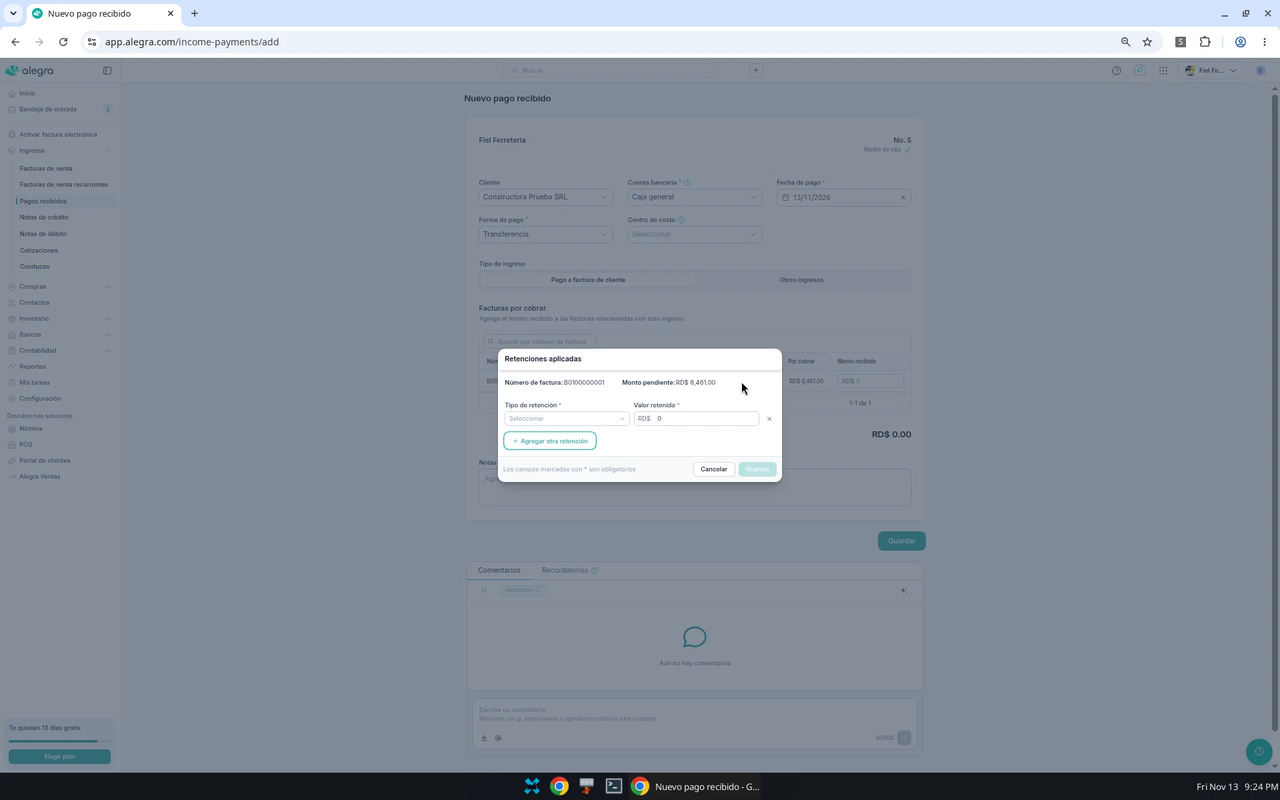 Nuevo pago recibido
app.alegra.com/income-payments/add
alegra
Buscar
Fiel Fe...
D
Inicio
Bandeja de entrada 2
Activar factura electrónica
Ingresos
Facturas de venta
Facturas de venta recurrentes
Pagos recibidos
Notas de crédito
Notas de débito
Cotizaciones
Conduces
Compras
Contactos
Inventario
Bancos
Contabilidad
Reportes
Mis tareas
Configuración
Descubre más soluciones
Nómina
POS
Portal de clientes
Alegra Ventas
Te quedan 13 días gratis
Elegir plan
Nuevo pago recibido
Fiel Ferreteria
No. 5
Recibo de caja
Cliente
Cuenta bancaria *
Fecha de pago *
Constructora Prueba SRL
Caja general
13/11/2026
Forma de pago *
Centro de costo
Transferencia
Seleccionar
Tipo de ingreso
Pago a factura de cliente
Otros ingresos
Facturas por cobrar
Agrega el monto recibido a las facturas relacionadas con este ingreso.
Buscar por número de factura
Por cobrar
Monto recibido
RD$ 8,461.00
RD$ 0
1-1 de 1
RD$ 0.00
Retenciones aplicadas
Número de factura: B0100000001
Monto pendiente: RD$ 8,461.00
Tipo de retención *
Valor retenido *
Seleccionar
RD$ 0
+ Agregar otra retención
Los campos marcados con * son obligatorios
Cancelar
Guardar
Notas
Guardar
Comentarios
Recordatorios
Aún no hay comentarios
Escribe un comentario
0/1500
Nuevo pago recibido - G...
Fri Nov 13 9:24 PM